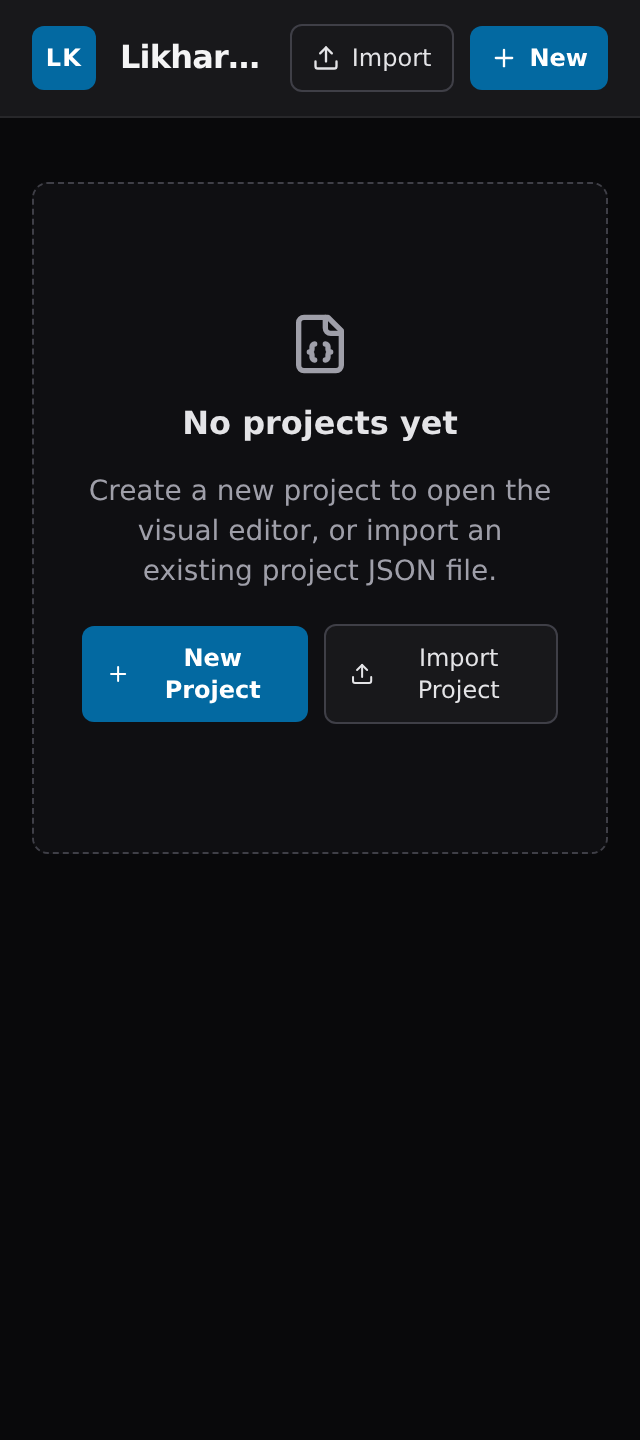 LK Likhar... Import New
{}
No projects yet
Create a new project to open the
visual editor, or import an
existing project JSON file.
New
Project
Import
Project